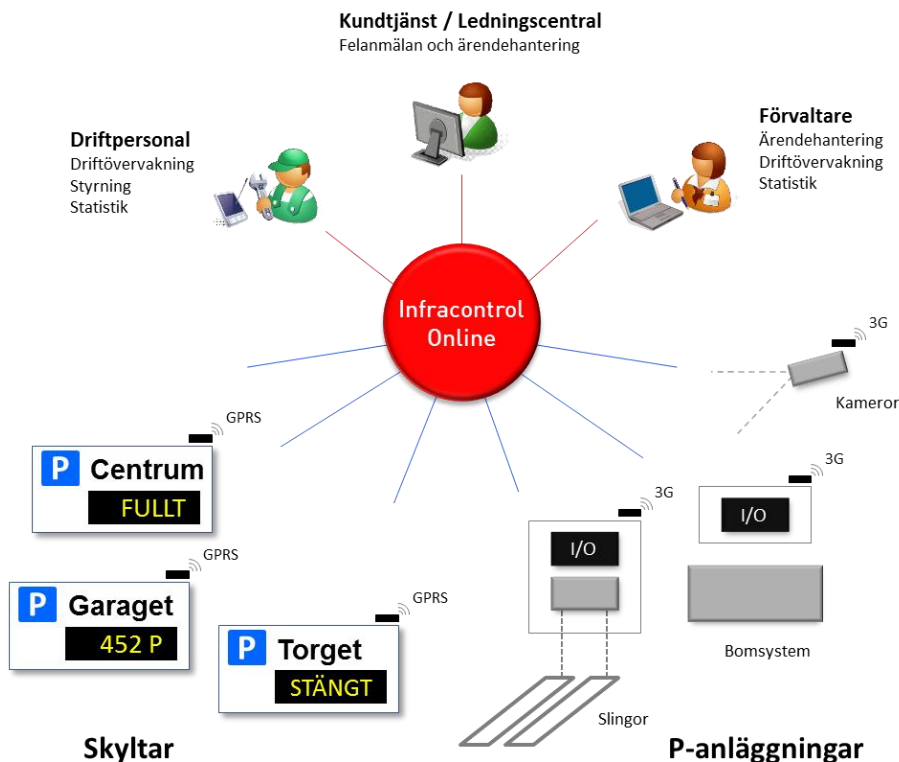 Kundtjänst / Ledningscentral
Felanmälan och ärendehantering
Driftpersonal
Driftövervakning
Styrning
Statistik
Förvaltare
Ärendehantering
Driftövervakning
Statistik
Infracontrol
Online
3G
Kameror
GPRS
P Centrum
FULLT
3G
I/O
3G
I/O
GPRS
P Garaget
452 P
GPRS
P Torget
STÄNGT
Bomsystem
Slingor
Skyltar
P-anläggningar